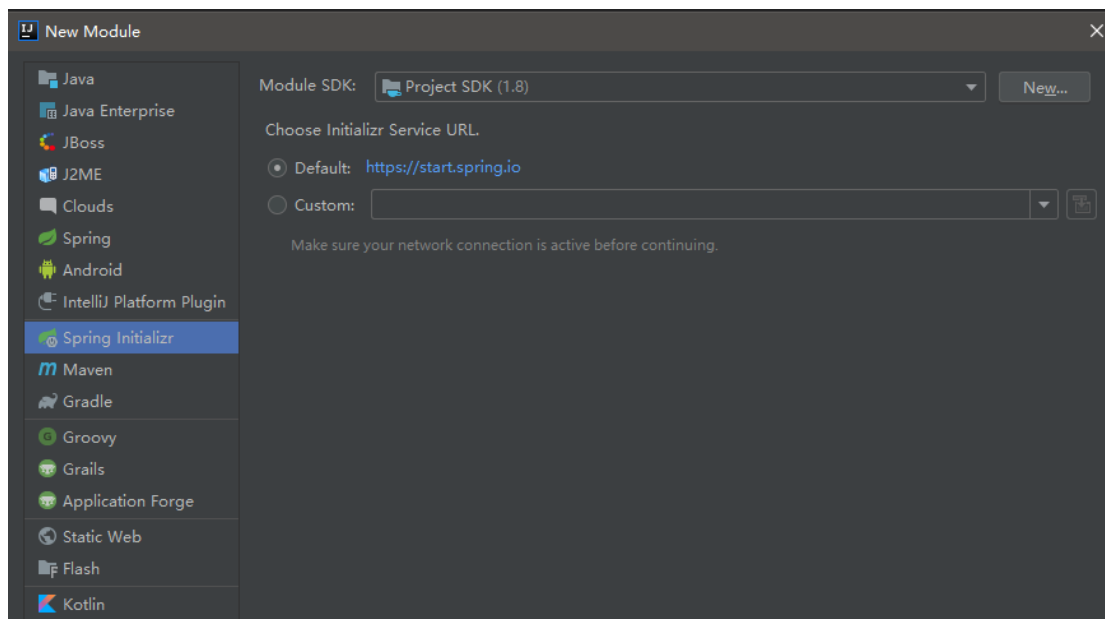 New Module
Java
Java Enterprise
JBoss
J2ME
Clouds
Spring
Android
IntelliJ Platform Plugin
Spring Initializr
Maven
Gradle
Groovy
Grails
Application Forge
Static Web
Flash
Kotlin
Module SDK: Project SDK (1.8) New...
Choose Initializr Service URL.
Default: https://start.spring.io
Custom:
Make sure your network connection is active before continuing.